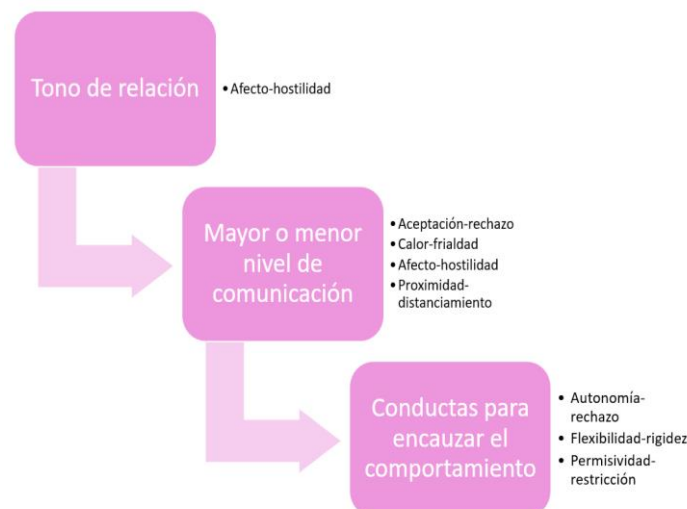 Tono de relación
• Afecto-hostilidad
Mayor o menor
nivel de
comunicación
• Aceptación-rechazo
• Calor-frialdad
• Afecto-hostilidad
• Proximidad-
distanciamiento
Conductas para
encauzar el
comportamiento
• Autonomía-
rechazo
• Flexibilidad-rigidez
• Permisividad-
restricción